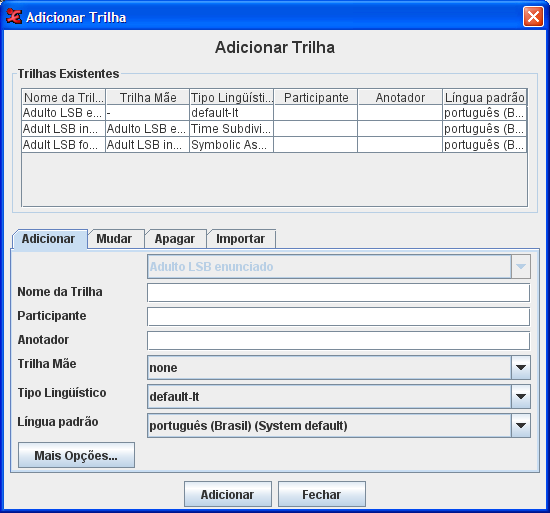 Adicionar Trilha
Adicionar Trilha
Trilhas Existentes
Nome da Tril... Trilha Mãe Tipo Lingüísti... Participante Anotador Língua padrão
Adulto LSB e... - default-lt português (B...
Adult LSB in... Adulto LSB e... Time Subdivi... português (B...
Adult LSB fo... Adult LSB in... Symbolic As... português (B...
Adicionar Mudar Apagar Importar
Adulto LSB enunciado
Nome da Trilha
Participante
Anotador
Trilha Mãe none
Tipo Lingüístico default-lt
Língua padrão português (Brasil) (System default)
Mais Opções...
Adicionar Fechar